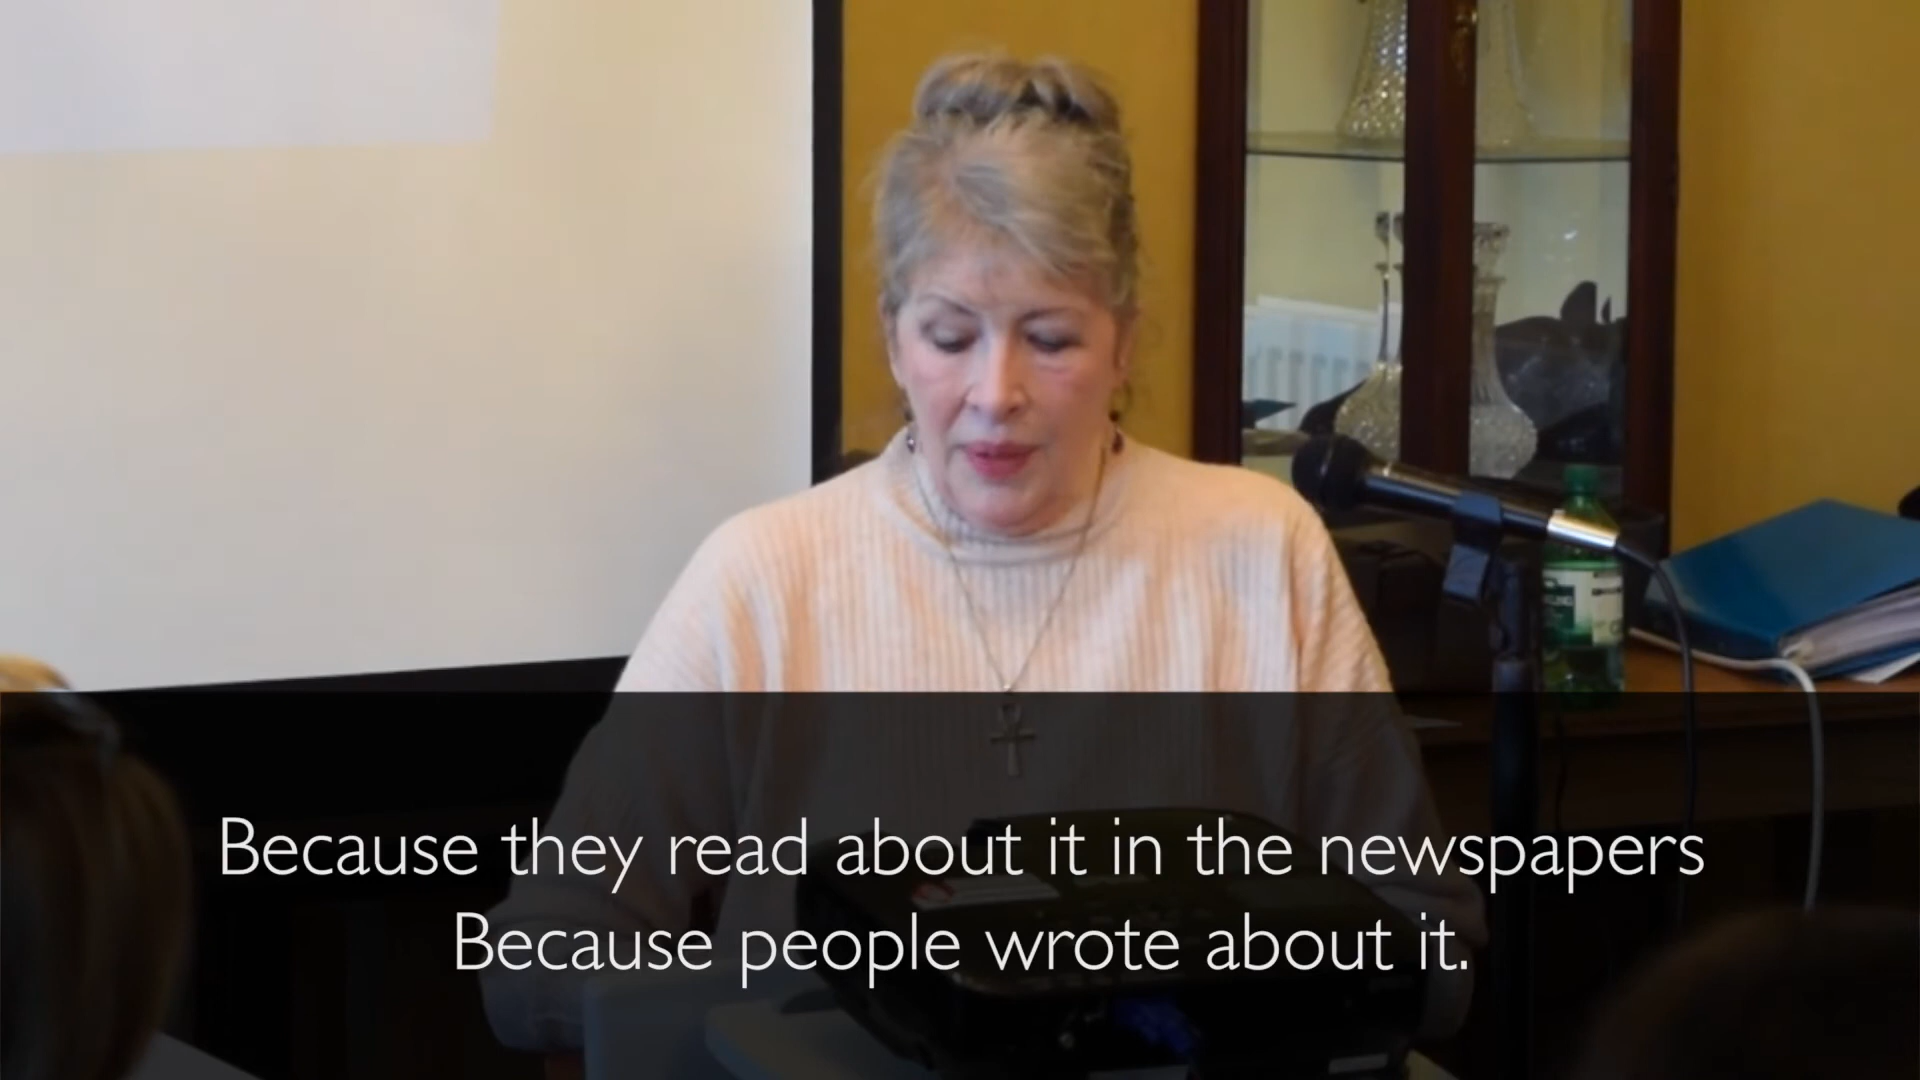 Because they read about it in the newspapers
Because people wrote about it.